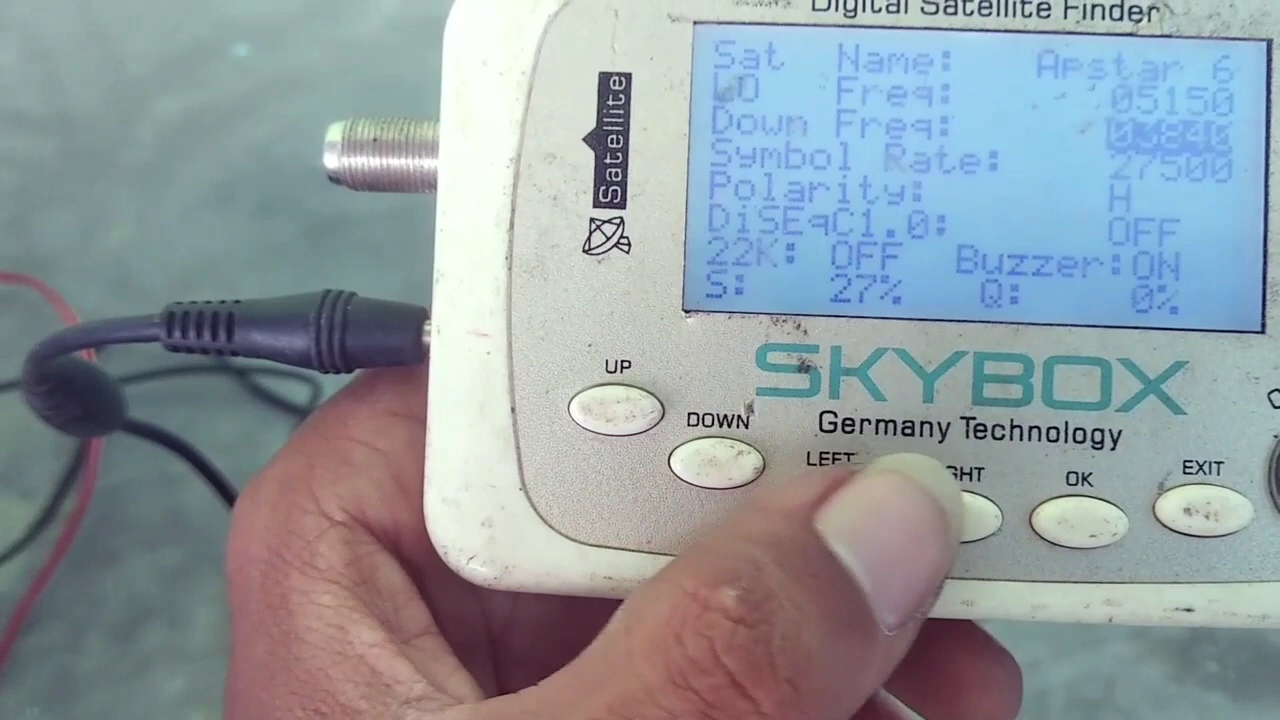 Digital Satellite Finder
Satellite
Sat Name: Apstar 6
LO Freq: 05150
Down Freq: 03840
Symbol Rate: 27500
Polarity: H
DiSEqC1.0: OFF
22K: OFF Buzzer:ON
S: 27% Q: 0%
SKYBOX
Germany Technology
UP
DOWN
LEFT
OK
EXIT